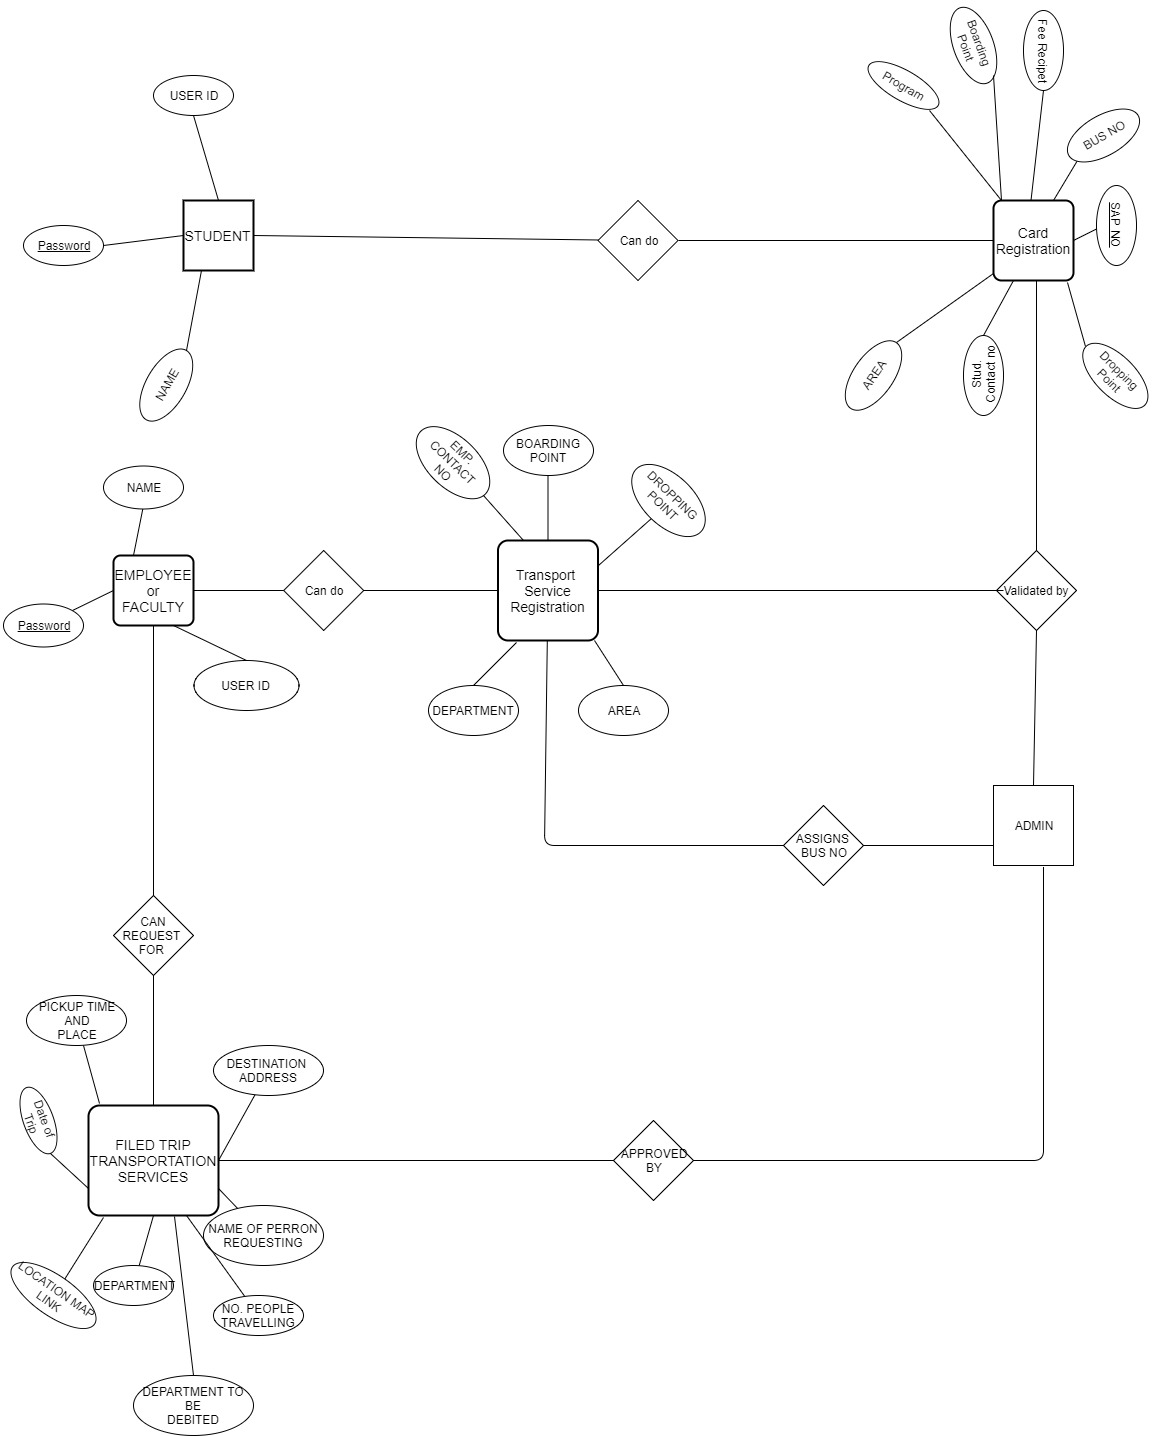 Boarding
Point
Fee Recipet
Program
USER ID
BUS NO
SAP NO
STUDENT
Password
Can do
Card
Registration
NAME
AREA
Stud.
Contact no
Dropping
Point
EMP.
CONTACT
NO
BOARDING
POINT
DROPPING
POINT
NAME
EMPLOYEE
or
FACULTY
Can do
Transport
Service
Registration
Validated by
Password
USER ID
DEPARTMENT
AREA
ADMIN
ASSIGNS
BUS NO
CAN
REQUEST
FOR
PICKUP TIME
AND
PLACE
DESTINATION
ADDRESS
Date of
Trip
FILED TRIP
TRANSPORTATION
SERVICES
APPROVED
BY
NAME OF PERRON
REQUESTING
LOCATION MAP
LINK
DEPARTMENT
NO. PEOPLE
TRAVELLING
DEPARTMENT TO
BE
DEBITED